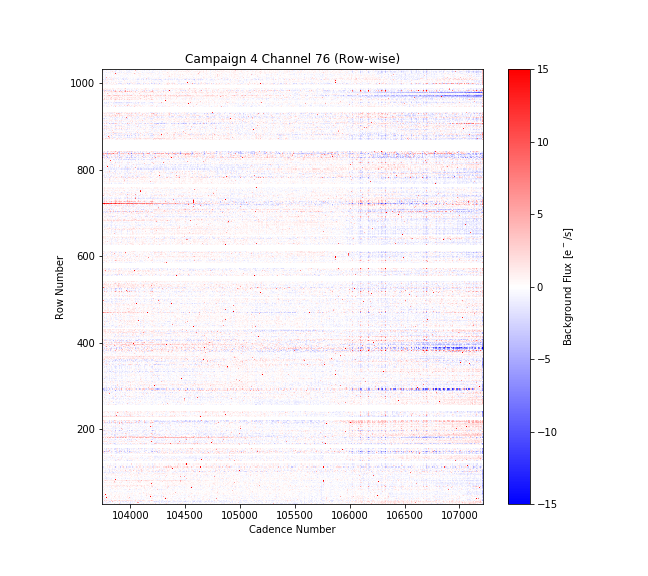 Campaign 4 Channel 76 (Row-wise)
1000
800
600
400
200
Row Number
104000 104500 105000 105500 106000 106500 107000
Cadence Number
15
10
5
0
−5
−10
−15
Background Flux [e⁻/s]